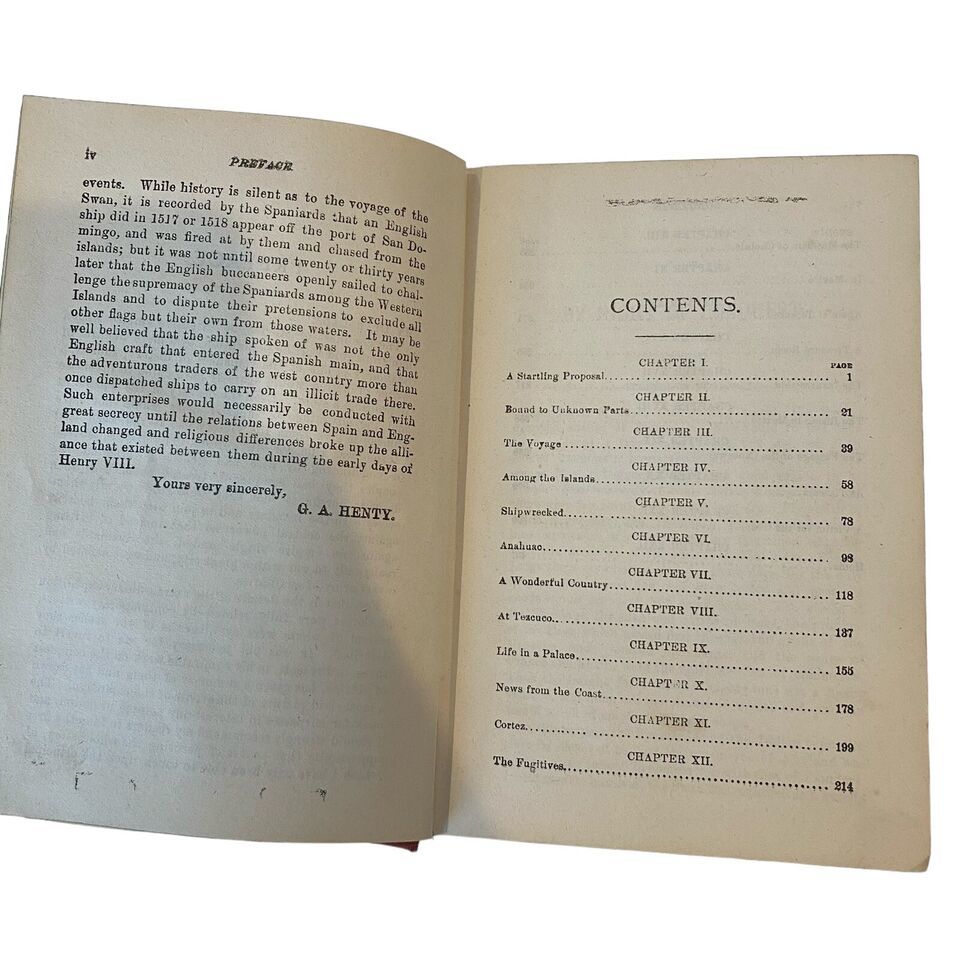 iv PREFACE.
events. While history is silent as to the voyage of the
Swan, it is recorded by the Spaniards that an English
ship did in 1517 or 1518 appear off the port of San Do-
mingo, and was fired at by them and chased from the
islands; but it was not until some twenty or thirty years
later that the English buccaneers openly sailed to chal-
lenge the supremacy of the Spaniards among the Western
Islands and to dispute their pretensions to exclude all
other flags but their own from those waters. It may be
well believed that the ship spoken of was not the only
English craft that entered the Spanish main, and that
the adventurous traders of the west country more than
once dispatched ships to carry on an illicit trade there.
Such enterprises would necessarily be conducted with
great secrecy until the relations between Spain and Eng-
land changed and religious differences broke up the alli-
ance that existed between them during the early days of
Henry VIII.
Yours very sincerely,
G. A. HENTY.
CONTENTS.
CHAPTER I. PAGE
A Startling Proposal. 1
CHAPTER II.
Bound to Unknown Parts. 21
CHAPTER III.
The Voyage 39
CHAPTER IV.
Among the Islands. 58
CHAPTER V.
Shipwrecked. 78
CHAPTER VI.
Anahuac. 98
CHAPTER VII.
A Wonderful Country. 118
CHAPTER VIII.
At Tezcuco. 137
CHAPTER IX.
Life in a Palace. 155
CHAPTER X.
News from the Coast. 178
CHAPTER XI.
Cortez. 199
CHAPTER XII.
The Fugitives. 214